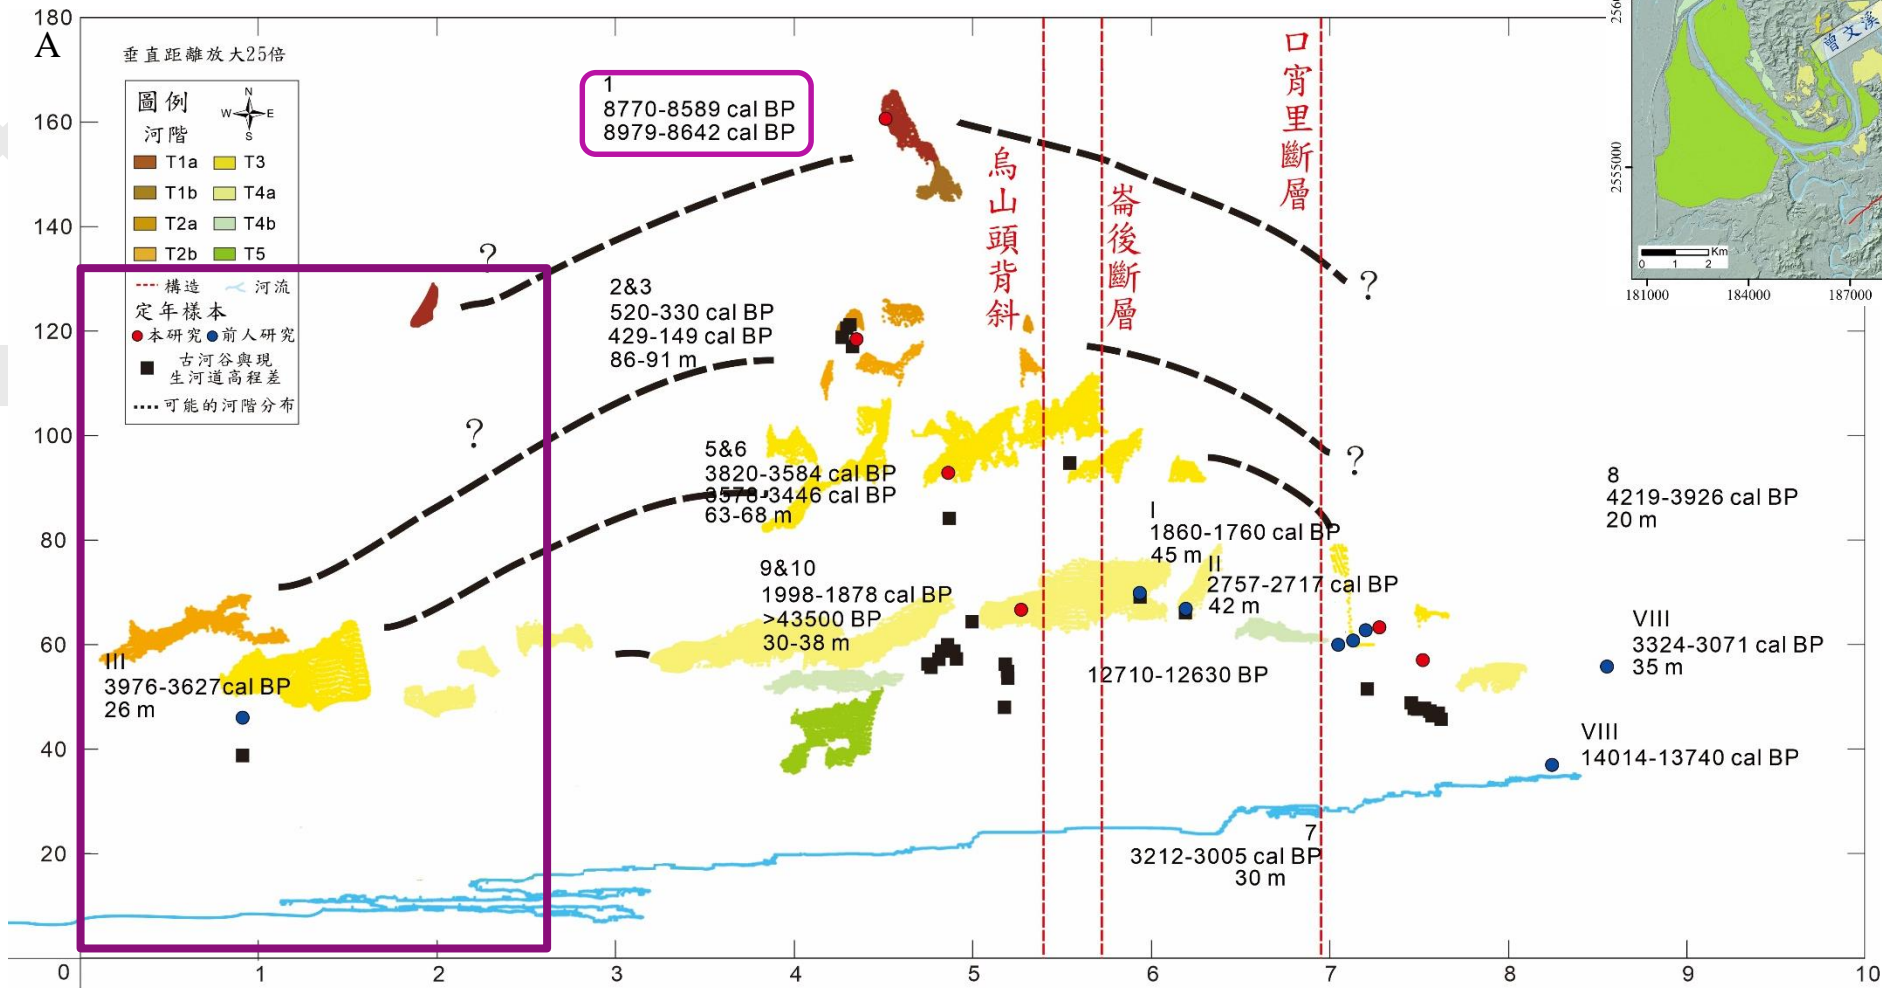 A
180
160
140
120
100
80
60
40
20
0
1
2
3
4
5
6
7
8
9
10
垂直距離放大25倍
圖例
N
W
E
S
河階
T1a
T3
T1b
T4a
T2a
T4b
T2b
T5
構造
河流
定年樣本
本研究
前人研究
古河谷與現
生河道高程差
可能的河階分布
1
8770-8589 cal BP
8979-8642 cal BP
?
2&3
520-330 cal BP
429-149 cal BP
86-91 m
?
5&6
3820-3584 cal BP
3578-3446 cal BP
63-68 m
9&10
1998-1878 cal BP
>43500 BP
30-38 m
III
3976-3627cal BP
26 m
烏山頭背斜
崙後斷層
口宵里斷層
?
?
I
1860-1760 cal BP
45 m
II
2757-2717 cal BP
42 m
12710-12630 BP
7
3212-3005 cal BP
30 m
8
4219-3926 cal BP
20 m
VIII
3324-3071 cal BP
35 m
VIII
14014-13740 cal BP
曾文溪
2555000
Km
0
1
2
181000
184000
187000